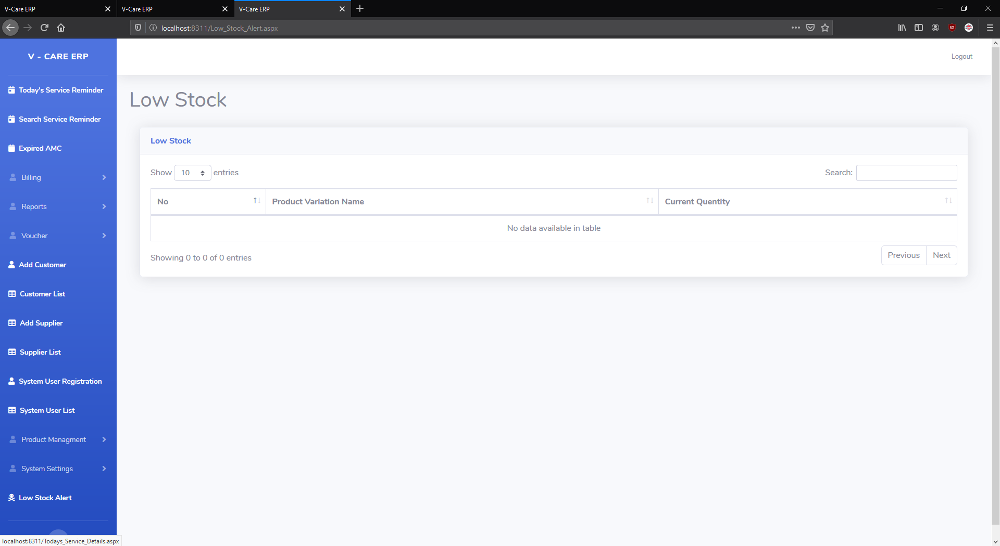 V-Care ERP
V-Care ERP
V-Care ERP
localhost:8311/Low_Stock_Alert.aspx
V - CARE ERP
Logout
Today's Service Reminder
Search Service Reminder
Expired AMC
Billing
Reports
Voucher
Add Customer
Customer List
Add Supplier
Supplier List
System User Registration
System User List
Product Managment
System Settings
Low Stock Alert
Low Stock
Low Stock
Show 10 entries
Search:
No Product Variation Name Current Quentity
No data available in table
Showing 0 to 0 of 0 entries
Previous Next
localhost:8311/Todays_Service_Details.aspx